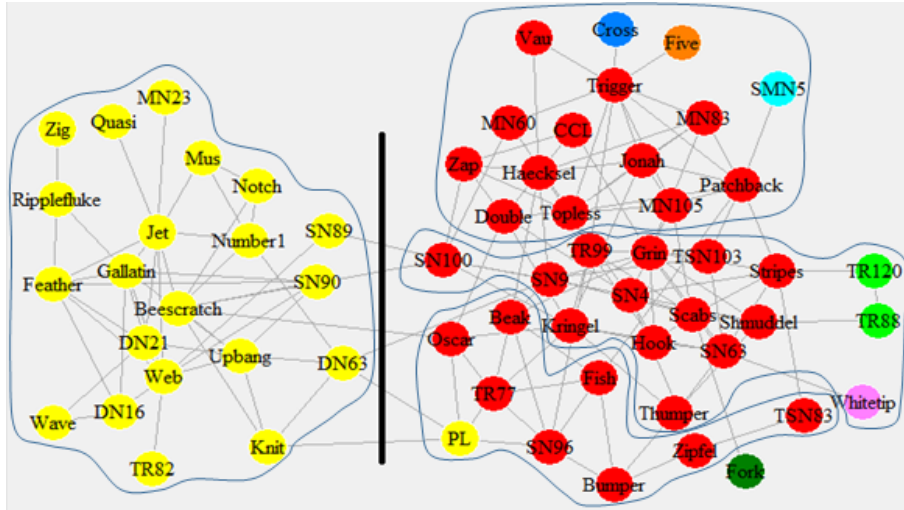 Vau
Cross
Five
Trigger
SMN5
MN23
Quasi
Zig
MN60
CCL
MN83
Mus
Zap
Haecksel
Jonah
Patchback
Notch
Ripplefluke
Double
Topless
MN105
Jet
Number1
SN89
SN100
TR99
Grin
TSN103
Stripes
TR120
Feather
Gallatin
Beescratch
SN90
SN9
SN4
Scabs
Shmuddel
TR88
DN21
Upbang
DN63
Oscar
Beak
Kringel
Hook
SN63
Web
TR77
Fish
Whitetip
Wave
DN16
Knit
PL
SN96
Thumper
TSN83
Zipfel
TR82
Bumper
Fork